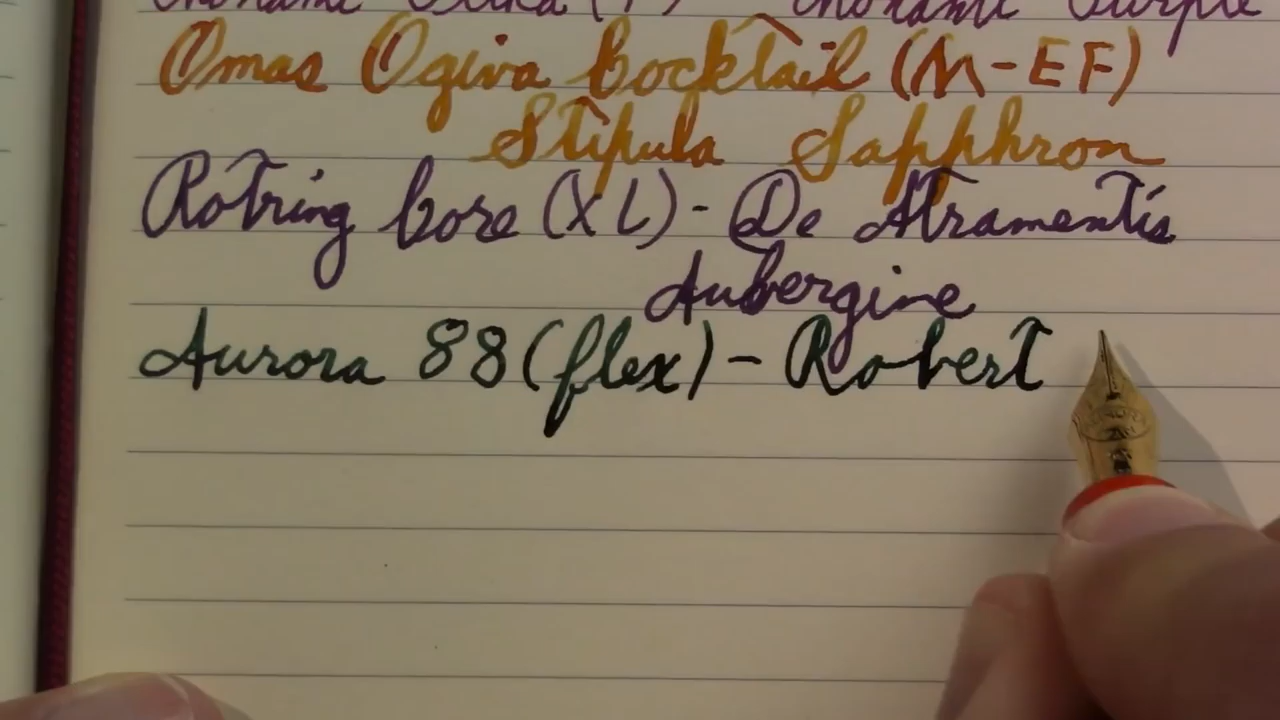 Omas Ogiva Cocktail (M-EF)
Stipula Sapphron
Rotring Core (XL)- De Atramentis
Aubergine
Aurora 88 (flex) - Robert